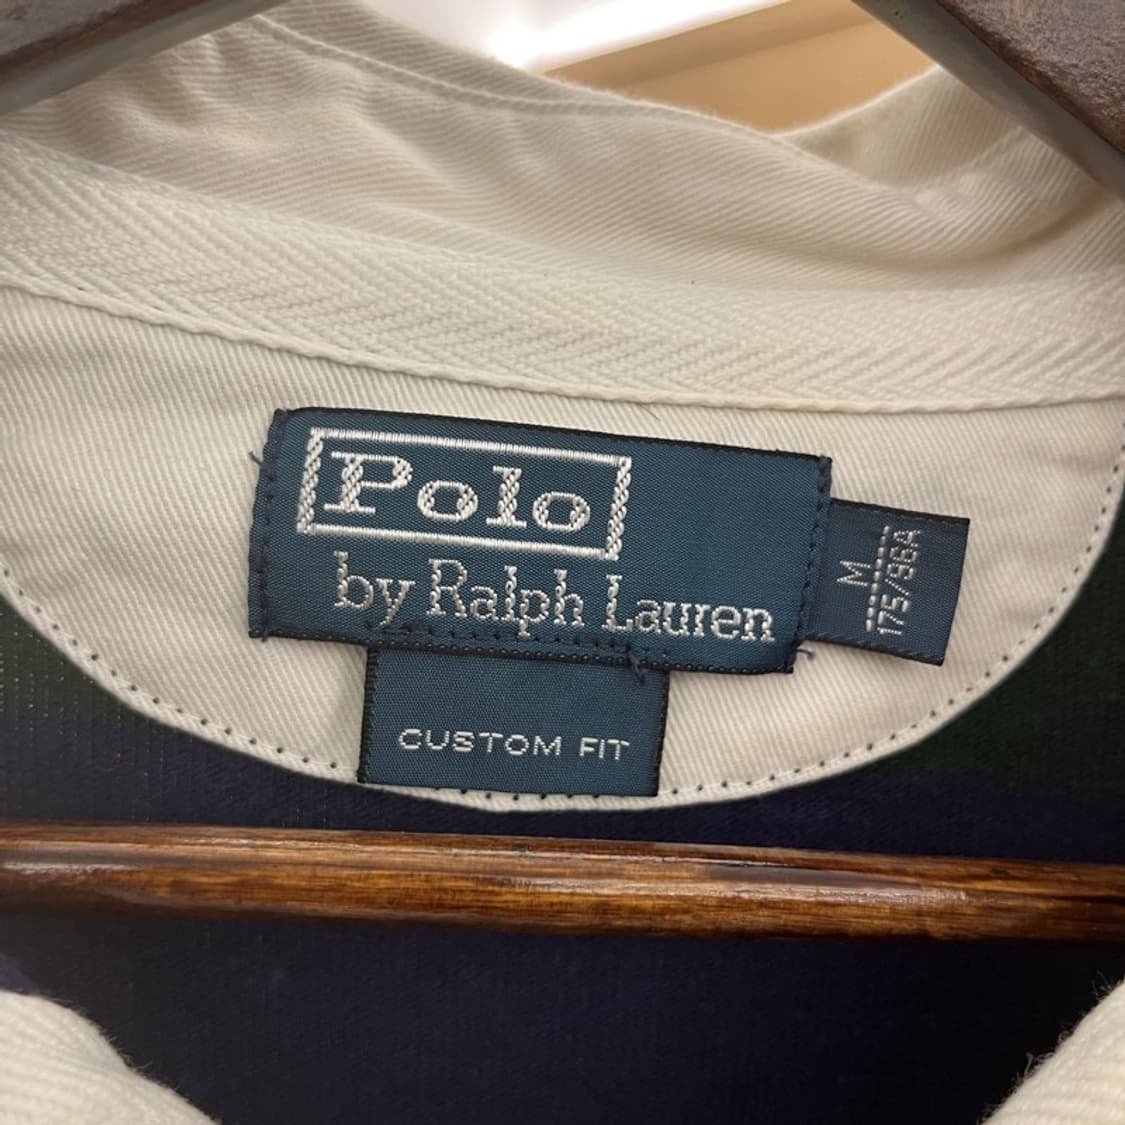 Polo
by Ralph Lauren
M
175/96A
CUSTOM FIT